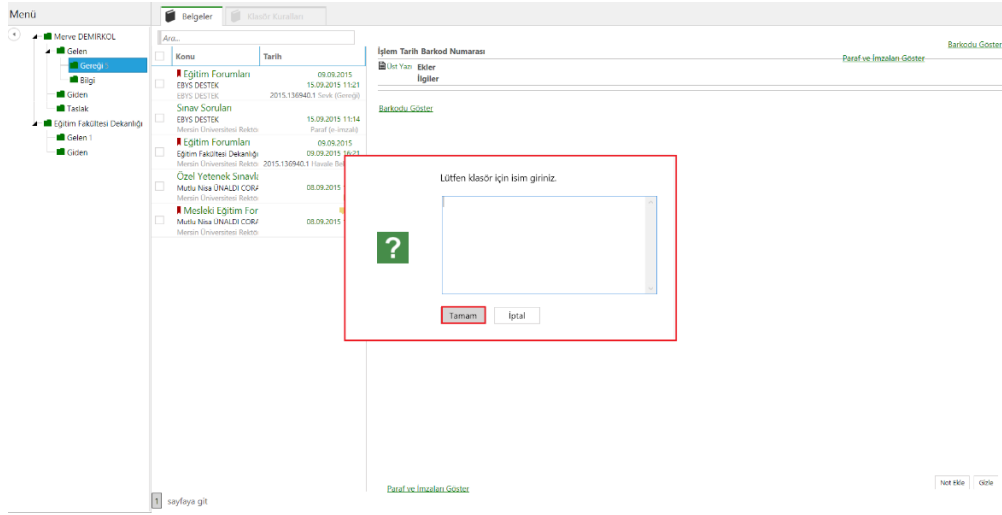 Menü
Belgeler
Klasör Kuralları
Merve DEMİRKOL
Gelen
Gereği
Bilgi
Giden
Taslak
Eğitim Fakültesi Dekanlığı
Gelen 1
Giden
Ara...
Konu Tarih
Eğitim Forumları 09.09.2015
EBYS DESTEK 15.09.2015 11:21
EBYS DESTEK 2015.136940.1 Sevk (Gereği)
Sınav Soruları
EBYS DESTEK 15.09.2015 11:14
Mersin Üniversitesi Rektö Paraf (e-imzalı)
Eğitim Forumları 09.09.2015
Eğitim Fakültesi Dekanlığı 09.09.2015 16:21
Mersin Üniversitesi Rektö 2015.136940.1 Havale
Özel Yetenek Sınavla
Mutlu Nisa ÜNALDI CORA 08.09.2015
Mersin Üniversitesi Rektö
Mesleki Eğitim For
Mutlu Nisa ÜNALDI CORA 08.09.2015
Mersin Üniversitesi Rektö
1 sayfaya git
İşlem Tarih Barkod Numarası
Barkodu Göster
Paraf ve İmzaları Göster
Üst Yazı Ekler
İlgiler
Barkodu Göster
Lütfen klasör için isim giriniz.
?
Tamam İptal
Paraf ve İmzaları Göster
Not Ekle Gizle